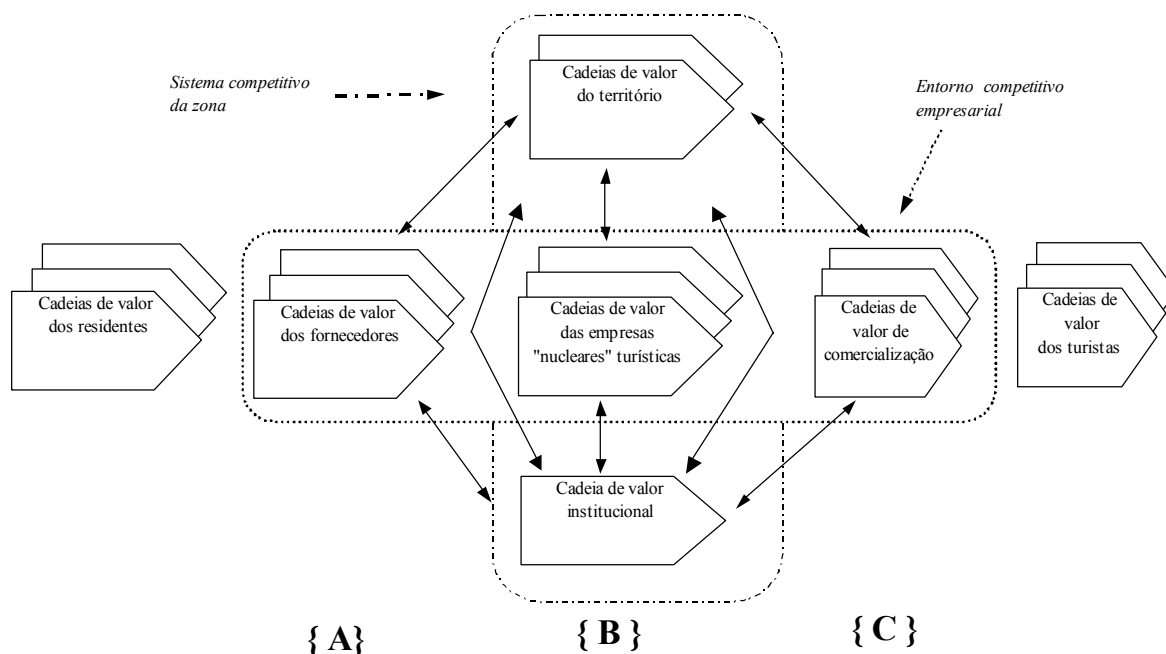 Sistema competitivo
da zona
Cadeias de valor
do território
Entorno competitivo
empresarial
Cadeias de valor
dos residentes
Cadeias de valor
dos fornecedores
Cadeias de valor
das empresas
"nucleares" turísticas
Cadeias de
valor de
comercialização
Cadeias de
valor
dos turistas
Cadeia de valor
institucional
{ A}
{ B }
{ C }